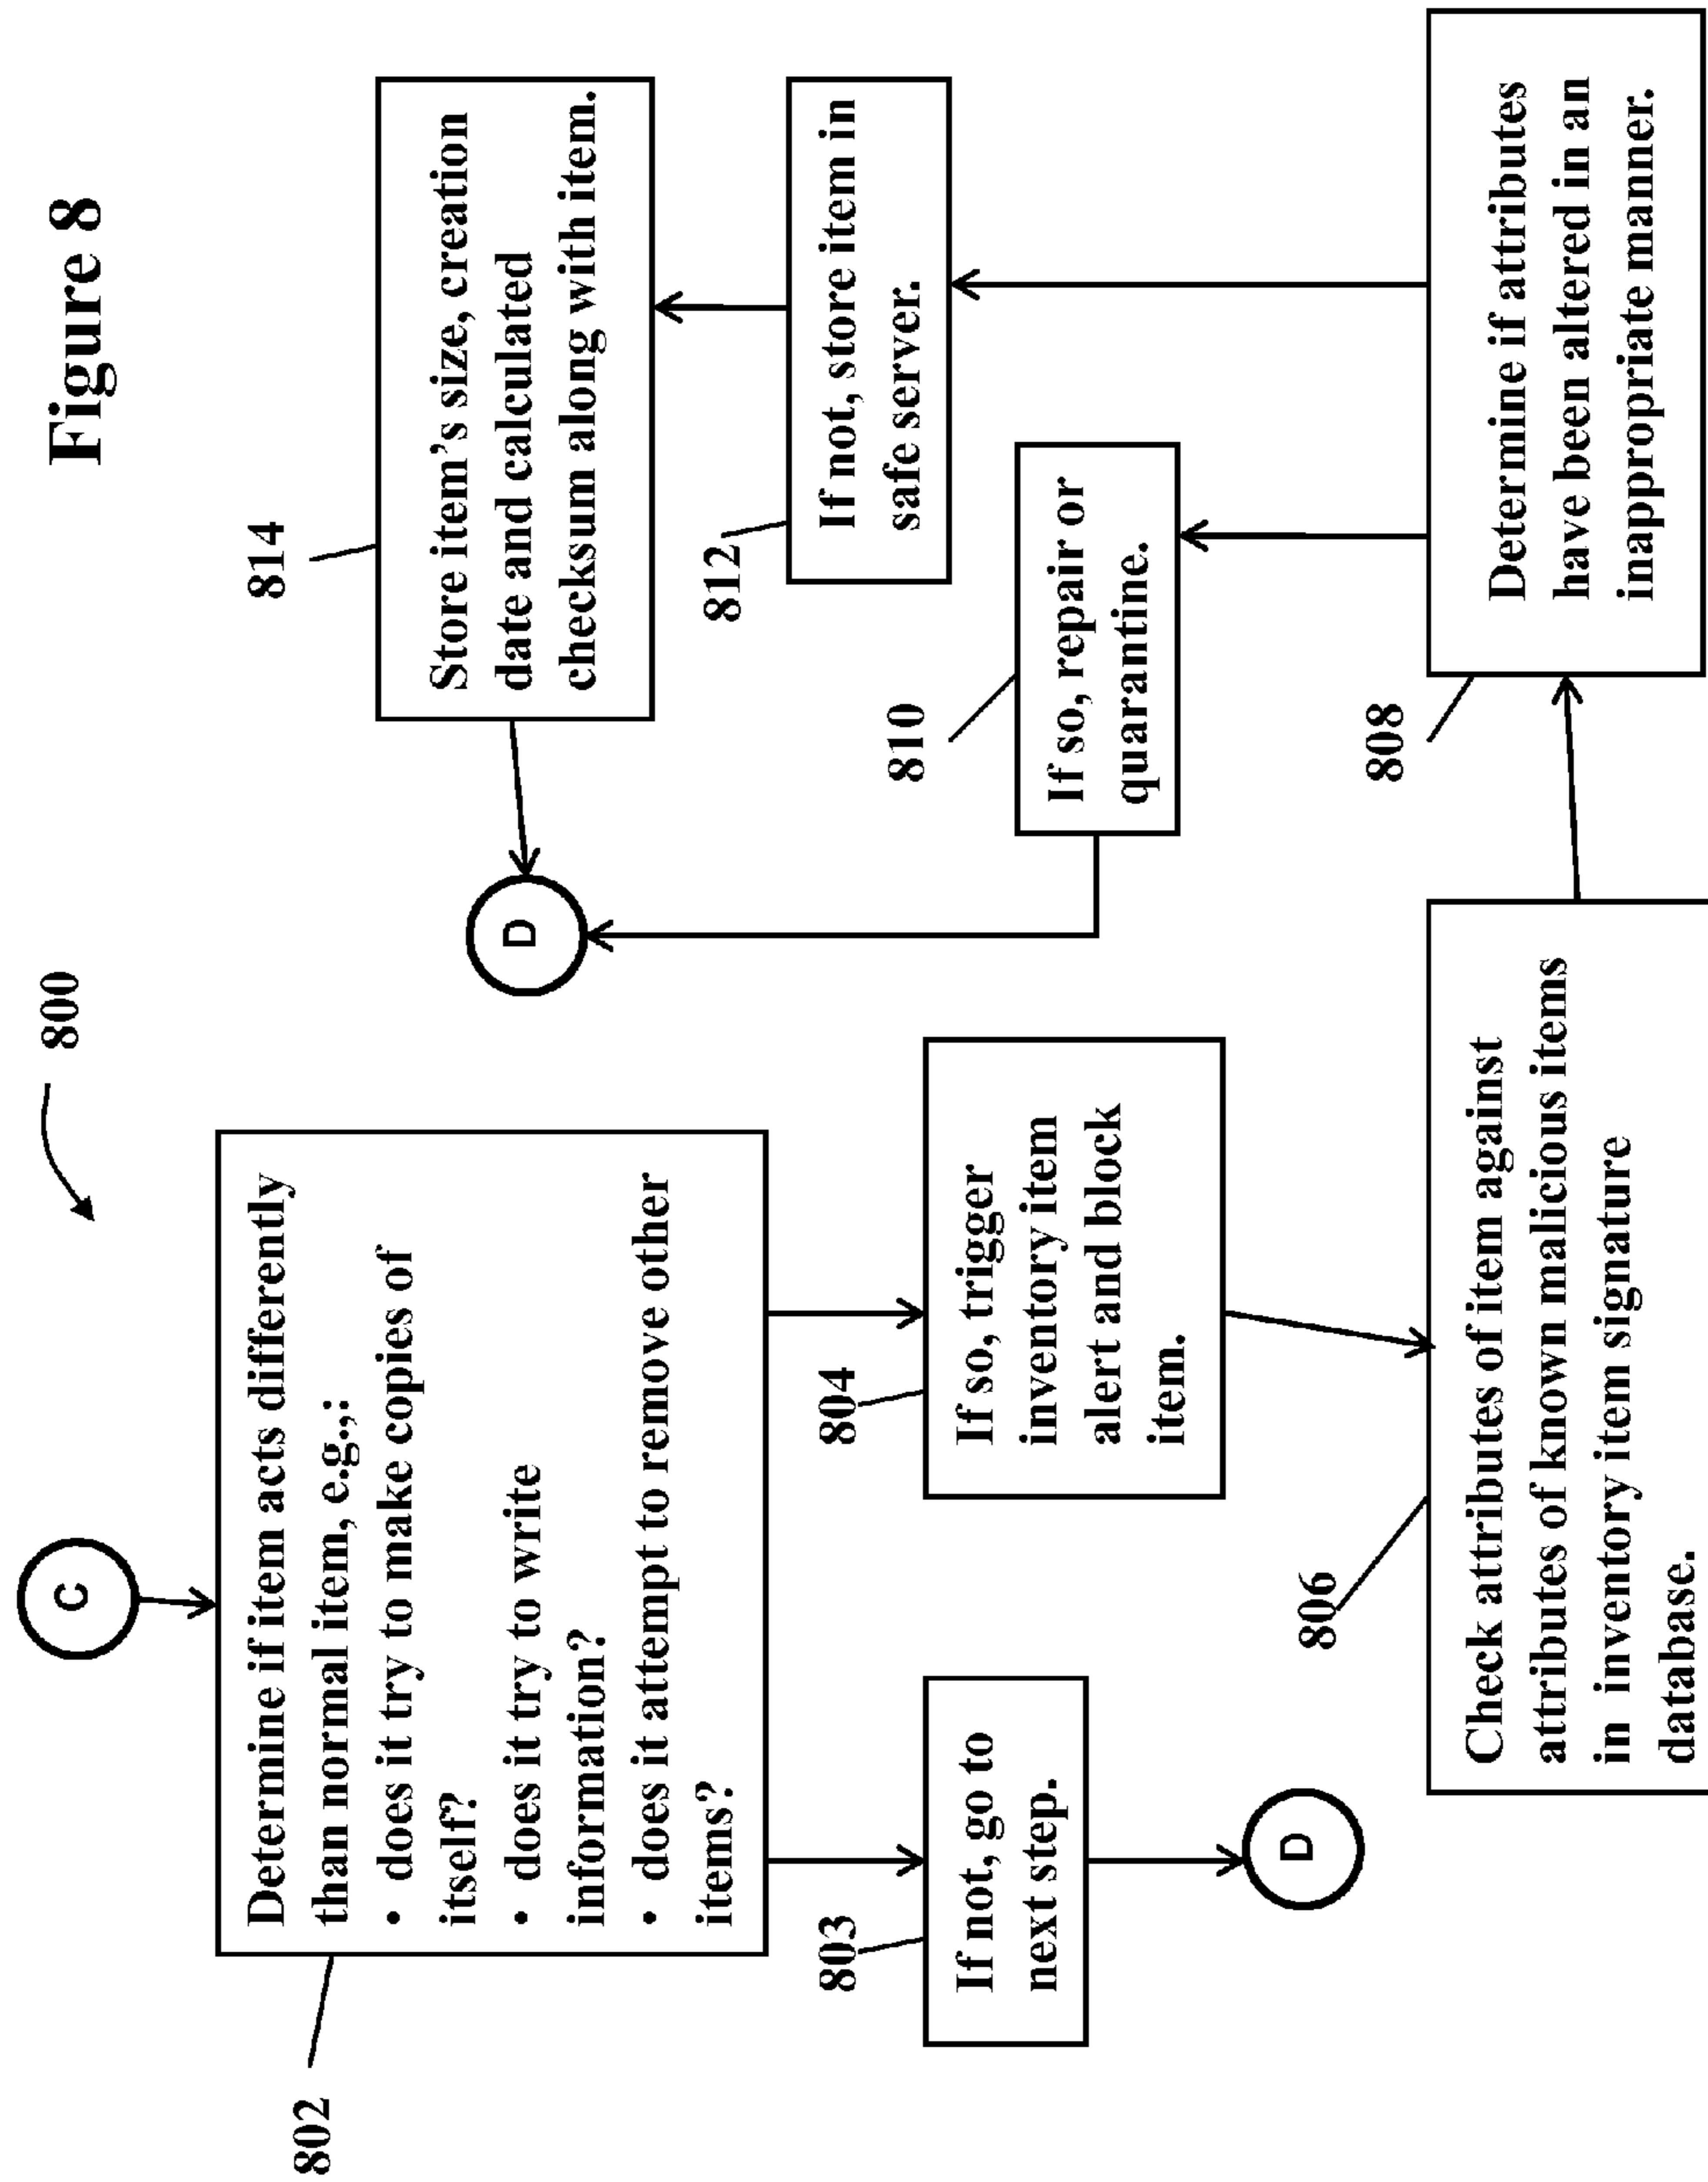 Figure 8
800
C
802
Determine if item acts differently
than normal item, e.g.,:
• does it try to make copies of
itself?
• does it try to write
information?
• does it attempt to remove other
items?
803
If not, go to
next step.
D
804
If so, trigger
inventory item
alert and block
item.
806
Check attributes of item against
attributes of known malicious items
in inventory item signature
database.
808
Determine if attributes
have been altered in an
inappropriate manner.
810
If so, repair or
quarantine.
812
If not, store item in
safe server.
814
Store item's size, creation
date and calculated
checksum along with item.
D